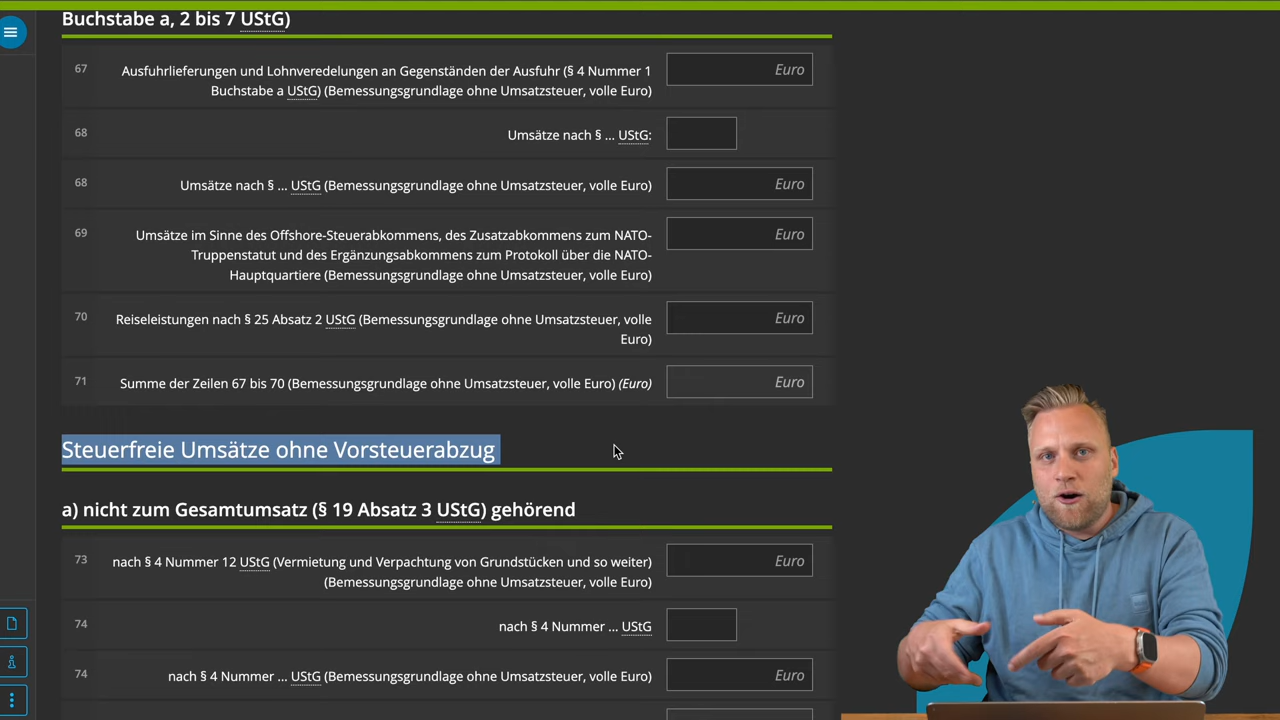 Buchstabe a, 2 bis 7 UStG)
67
Ausfuhrlieferungen und Lohnveredelungen an Gegenständen der Ausfuhr (§ 4 Nummer 1
Buchstabe a UStG) (Bemessungsgrundlage ohne Umsatzsteuer, volle Euro)
Euro
68
Umsätze nach § ... UStG:
68
Umsätze nach § ... UStG (Bemessungsgrundlage ohne Umsatzsteuer, volle Euro)
Euro
69
Umsätze im Sinne des Offshore-Steuerabkommens, des Zusatzabkommens zum NATO-
Truppenstatut und des Ergänzungsabkommens zum Protokoll über die NATO-
Hauptquartiere (Bemessungsgrundlage ohne Umsatzsteuer, volle Euro)
Euro
70
Reiseleistungen nach § 25 Absatz 2 UStG (Bemessungsgrundlage ohne Umsatzsteuer, volle
Euro)
Euro
71
Summe der Zeilen 67 bis 70 (Bemessungsgrundlage ohne Umsatzsteuer, volle Euro) (Euro)
Euro
Steuerfreie Umsätze ohne Vorsteuerabzug
a) nicht zum Gesamtumsatz (§ 19 Absatz 3 UStG) gehörend
73
nach § 4 Nummer 12 UStG (Vermietung und Verpachtung von Grundstücken und so weiter)
(Bemessungsgrundlage ohne Umsatzsteuer, volle Euro)
Euro
74
nach § 4 Nummer ... UStG
74
nach § 4 Nummer ... UStG (Bemessungsgrundlage ohne Umsatzsteuer, volle Euro)
Euro